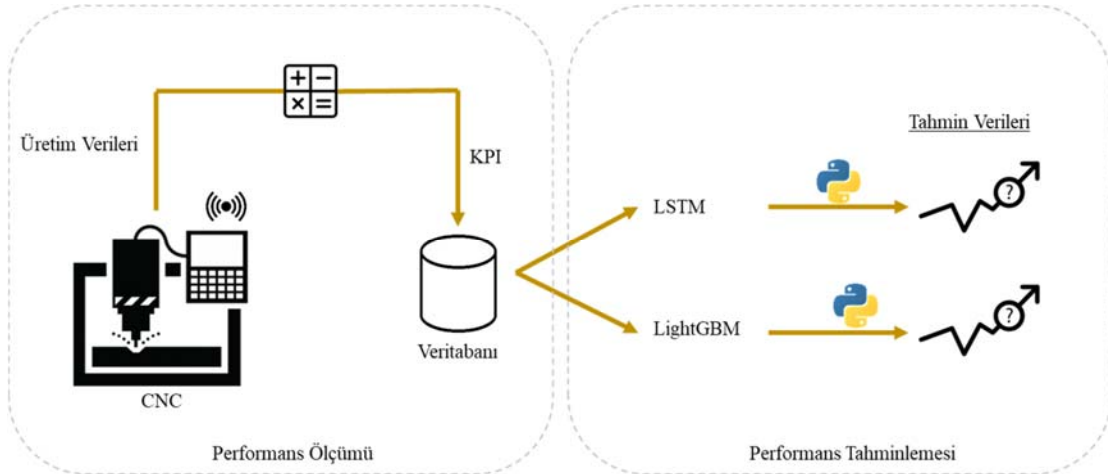 Üretim Verileri
KPI
CNC
Veritabanı
Performans Ölçümü
Tahmin Verileri
LSTM
?
LightGBM
?
Performans Tahminlemesi